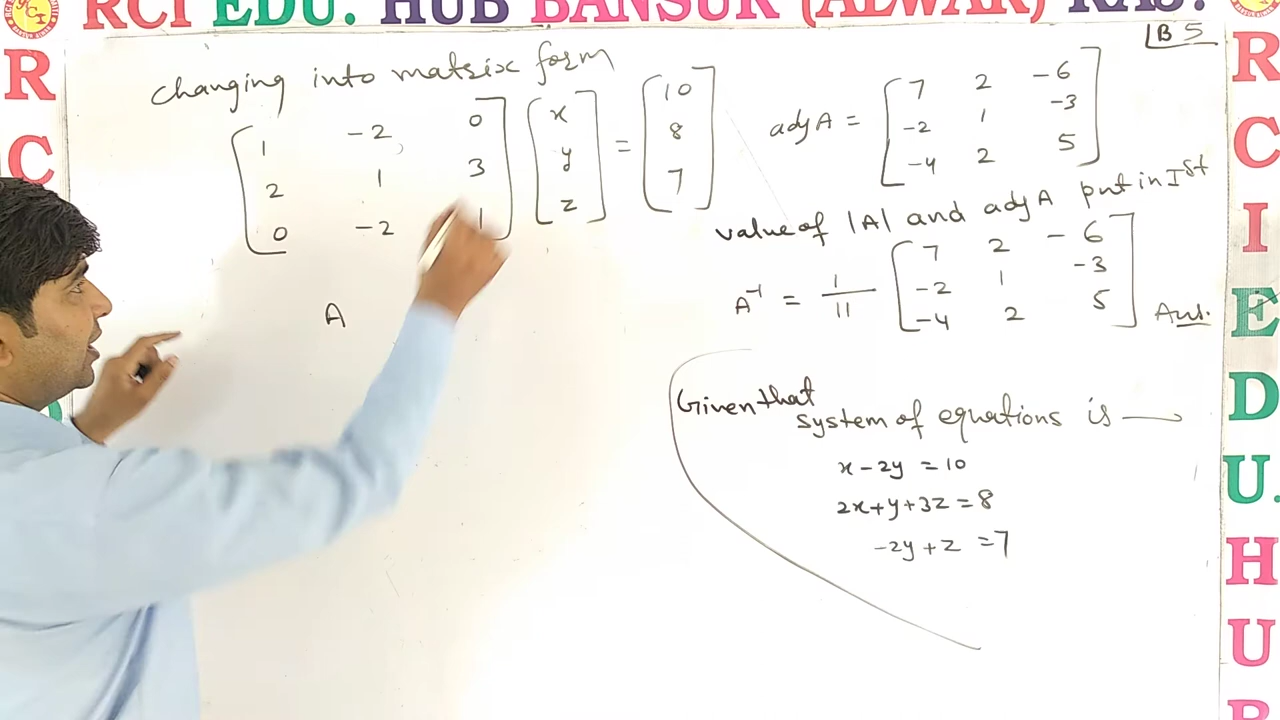 RCI EDU. HUB BANSUR (ALWAR) RAJ.
B 5
changing into matrix form
[1 -2, 0] [x] = [10]
[2 1 3] [y] [8]
[0 -2 1] [z] [7]
A
adj A = [7 2 -6]
[-2 1 -3]
[-4 2 5]
value of |A| and adj A put in Ist
A⁻¹ = 1/11 [7 2 -6]
[-2 1 -3]
[-4 2 5] Ans.
Given that
system of equations is —
x - 2y = 10
2x + y + 3z = 8
-2y + z = 7
R
C
R
C
I
E
D
U.
H
U